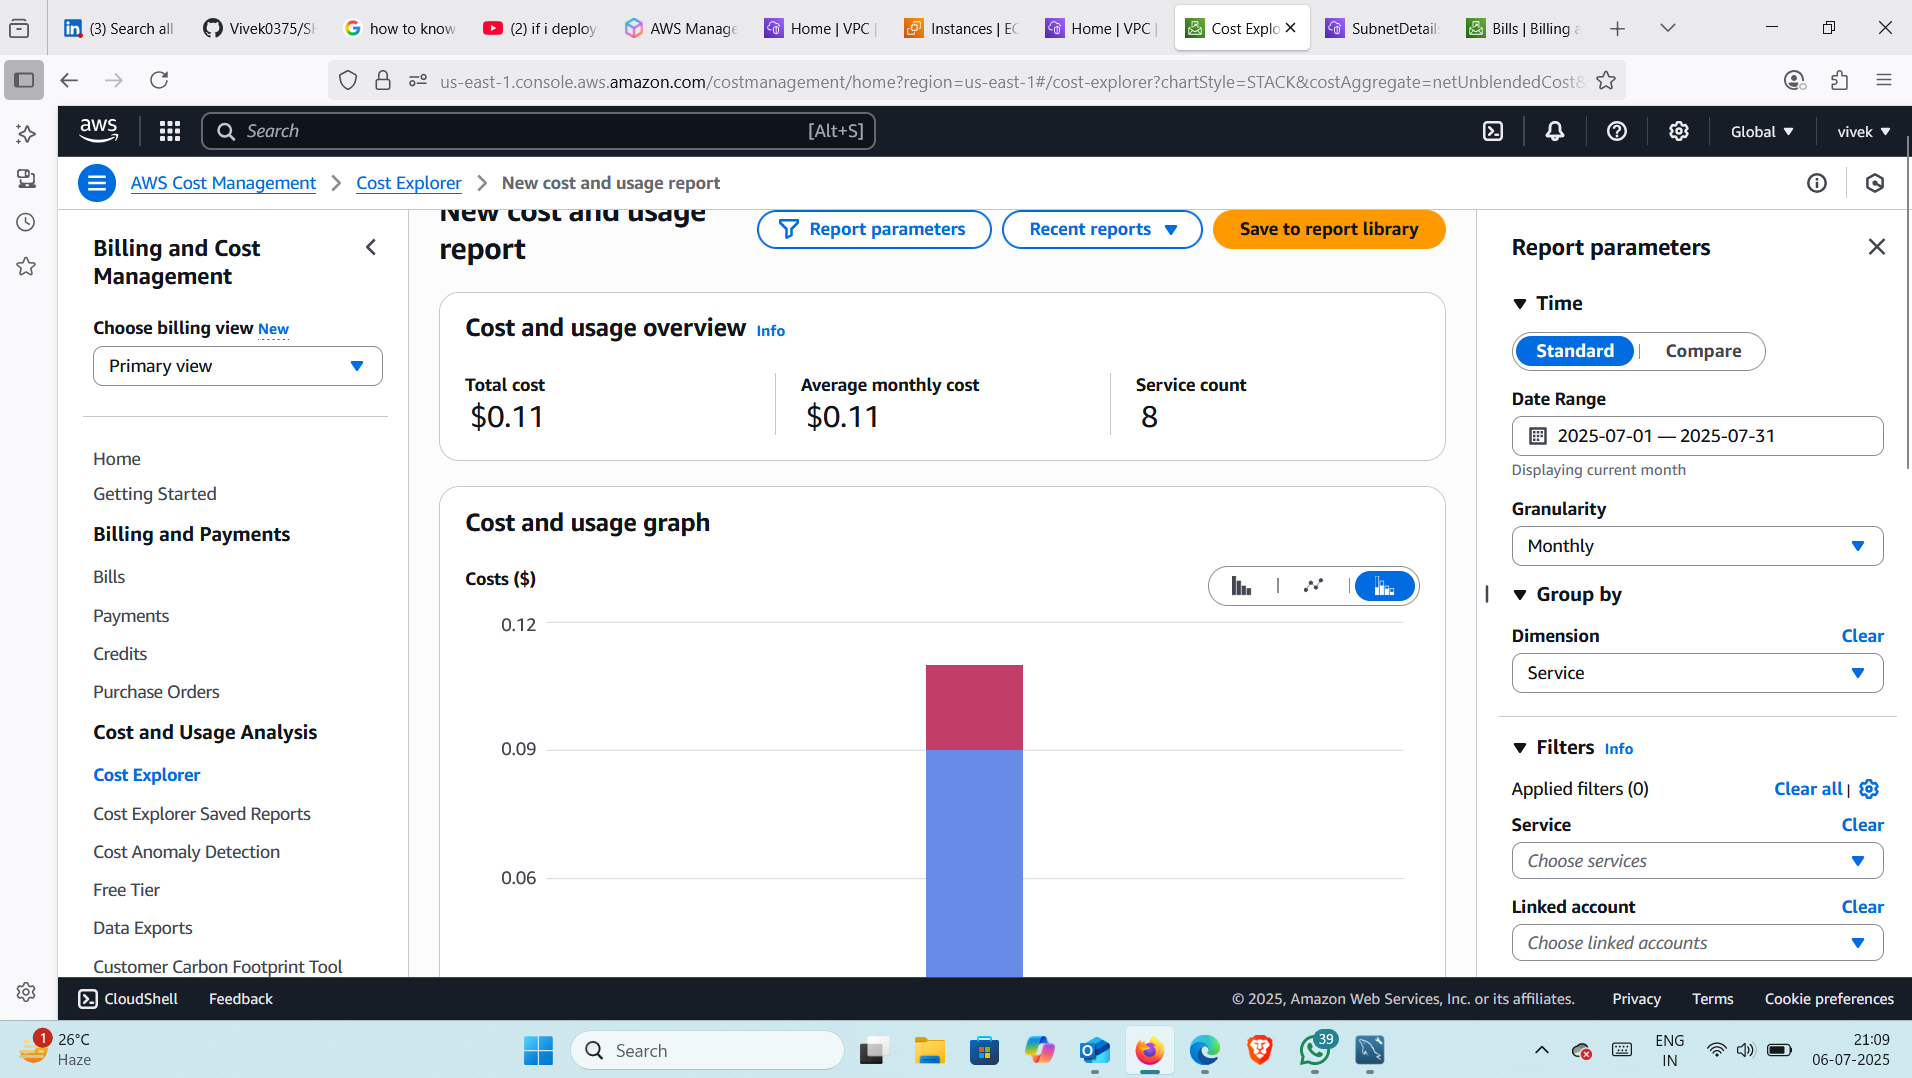 (3) Search all
Vivek0375/SH
how to know
(2) if i deploy
AWS Manage
Home | VPC |
Instances | EC
Home | VPC |
Cost Explo
SubnetDetail
Bills | Billing a
us-east-1.console.aws.amazon.com/costmanagement/home?region=us-east-1#/cost-explorer?chartStyle=STACK&costAggregate=netUnblendedCost&
aws
Search
[Alt+S]
Global
vivek
AWS Cost Management
Cost Explorer
New cost and usage report
Billing and Cost
Management
Choose billing view New
Primary view
Home
Getting Started
Billing and Payments
Bills
Payments
Credits
Purchase Orders
Cost and Usage Analysis
Cost Explorer
Cost Explorer Saved Reports
Cost Anomaly Detection
Free Tier
Data Exports
Customer Carbon Footprint Tool
New cost and usage
report
Report parameters
Recent reports
Save to report library
Cost and usage overview Info
Total cost
$0.11
Average monthly cost
$0.11
Service count
8
Cost and usage graph
Costs ($)
0.12
0.09
0.06
Report parameters
Time
Standard
Compare
Date Range
2025-07-01 — 2025-07-31
Displaying current month
Granularity
Monthly
Group by
Dimension
Clear
Service
Filters Info
Applied filters (0)
Clear all
Service
Clear
Choose services
Linked account
Clear
Choose linked accounts
CloudShell
Feedback
© 2025, Amazon Web Services, Inc. or its affiliates.
Privacy
Terms
Cookie preferences
1
26°C
Haze
Search
39
ENG
IN
21:09
06-07-2025